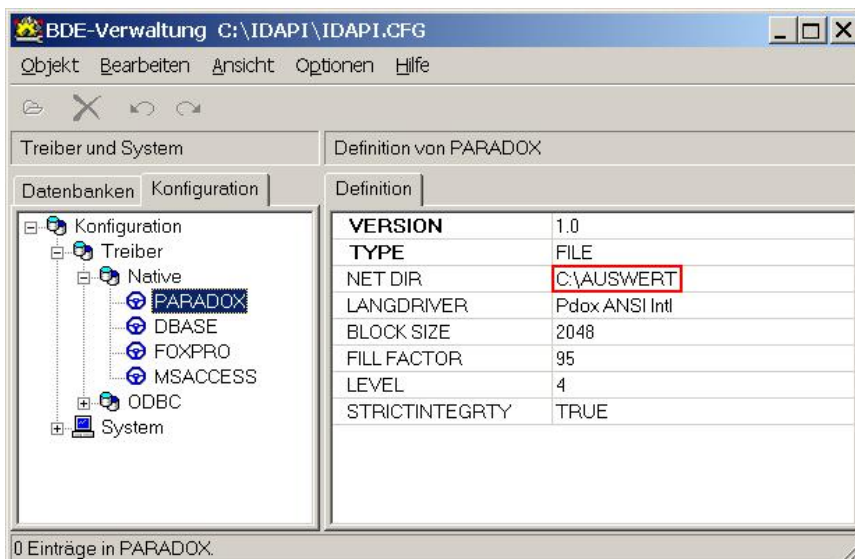 BDE-Verwaltung C:\IDAPI\IDAPI.CFG
Objekt Bearbeiten Ansicht Optionen Hilfe
Treiber und System
Definition von PARADOX
Datenbanken Konfiguration
Definition
Konfiguration
Treiber
Native
PARADOX
DBASE
FOXPRO
MSACCESS
ODBC
System
VERSION 1.0
TYPE FILE
NET DIR C:\AUSWERT
LANGDRIVER Pdox ANSI Intl
BLOCK SIZE 2048
FILL FACTOR 95
LEVEL 4
STRICTINTEGRTY TRUE
0 Einträge in PARADOX.